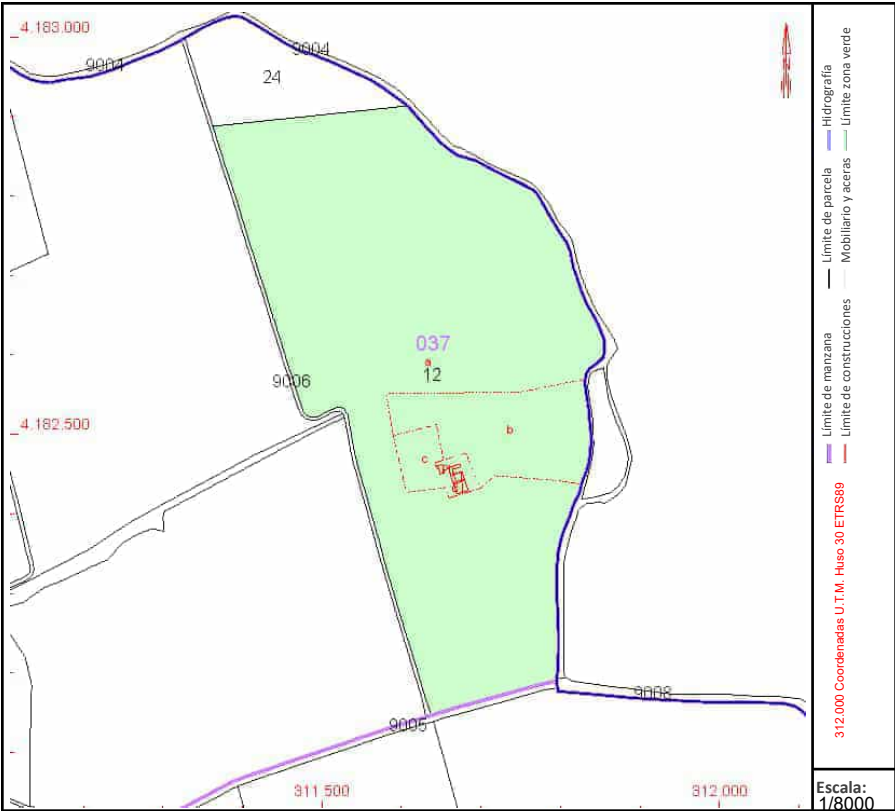 4.183.000
9004
9004
24
037
a
12
9006
4.182.500
b
c
9008
9005
311 500
312 000
Límite de manzana
Límite de parcela
Hidrografía
Límite de construcciones
Mobiliario y aceras
Límite zona verde
312.000 Coordenadas U.T.M. Huso 30 ETRS89
Escala:
1/8000